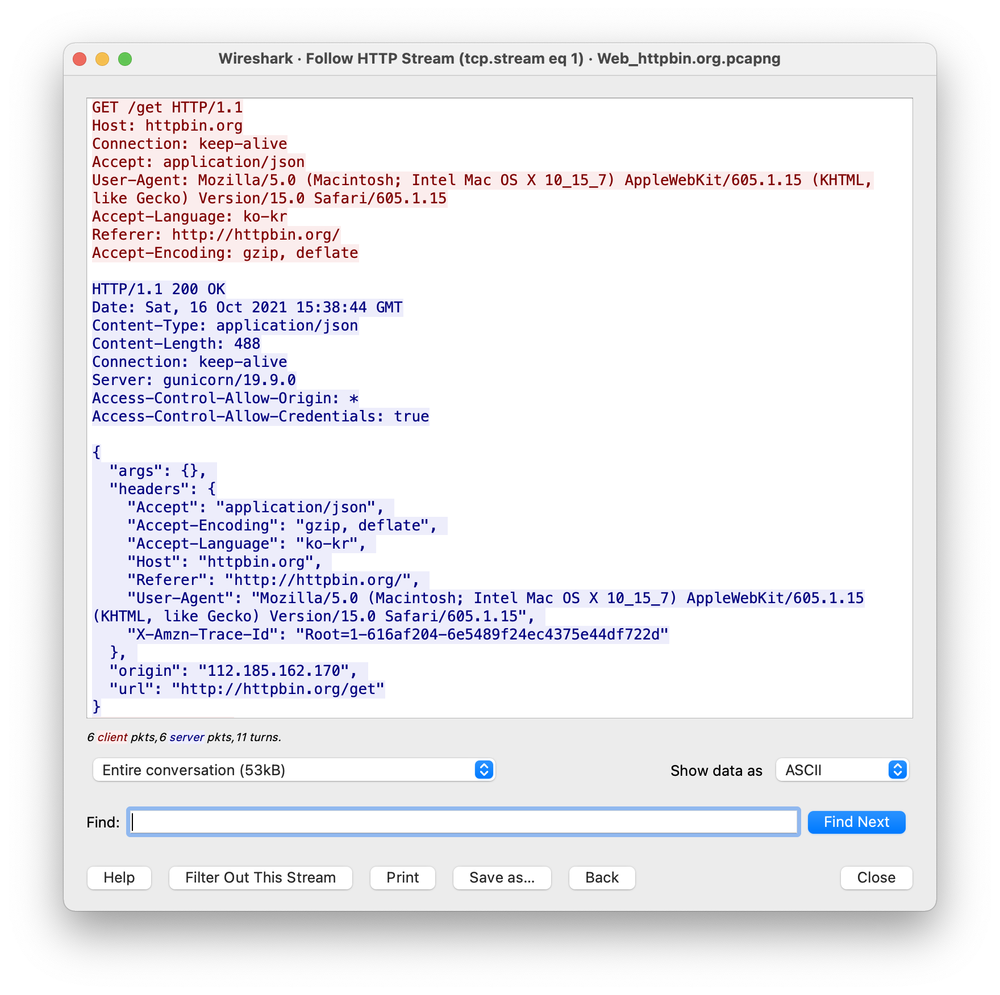 Wireshark · Follow HTTP Stream (tcp.stream eq 1) · Web_httpbin.org.pcapng
GET /get HTTP/1.1
Host: httpbin.org
Connection: keep-alive
Accept: application/json
User-Agent: Mozilla/5.0 (Macintosh; Intel Mac OS X 10_15_7) AppleWebKit/605.1.15 (KHTML,
like Gecko) Version/15.0 Safari/605.1.15
Accept-Language: ko-kr
Referer: http://httpbin.org/
Accept-Encoding: gzip, deflate
HTTP/1.1 200 OK
Date: Sat, 16 Oct 2021 15:38:44 GMT
Content-Type: application/json
Content-Length: 488
Connection: keep-alive
Server: gunicorn/19.9.0
Access-Control-Allow-Origin: *
Access-Control-Allow-Credentials: true
{
  "args": {},
  "headers": {
    "Accept": "application/json",
    "Accept-Encoding": "gzip, deflate",
    "Accept-Language": "ko-kr",
    "Host": "httpbin.org",
    "Referer": "http://httpbin.org/",
    "User-Agent": "Mozilla/5.0 (Macintosh; Intel Mac OS X 10_15_7) AppleWebKit/605.1.15
(KHTML, like Gecko) Version/15.0 Safari/605.1.15",
    "X-Amzn-Trace-Id": "Root=1-616af204-6e5489f24ec4375e44df722d"
  },
  "origin": "112.185.162.170",
  "url": "http://httpbin.org/get"
}
6 client pkts,6 server pkts,11 turns.
Entire conversation (53kB)
Show data as ASCII
Find: Find Next
Help Filter Out This Stream Print Save as... Back Close